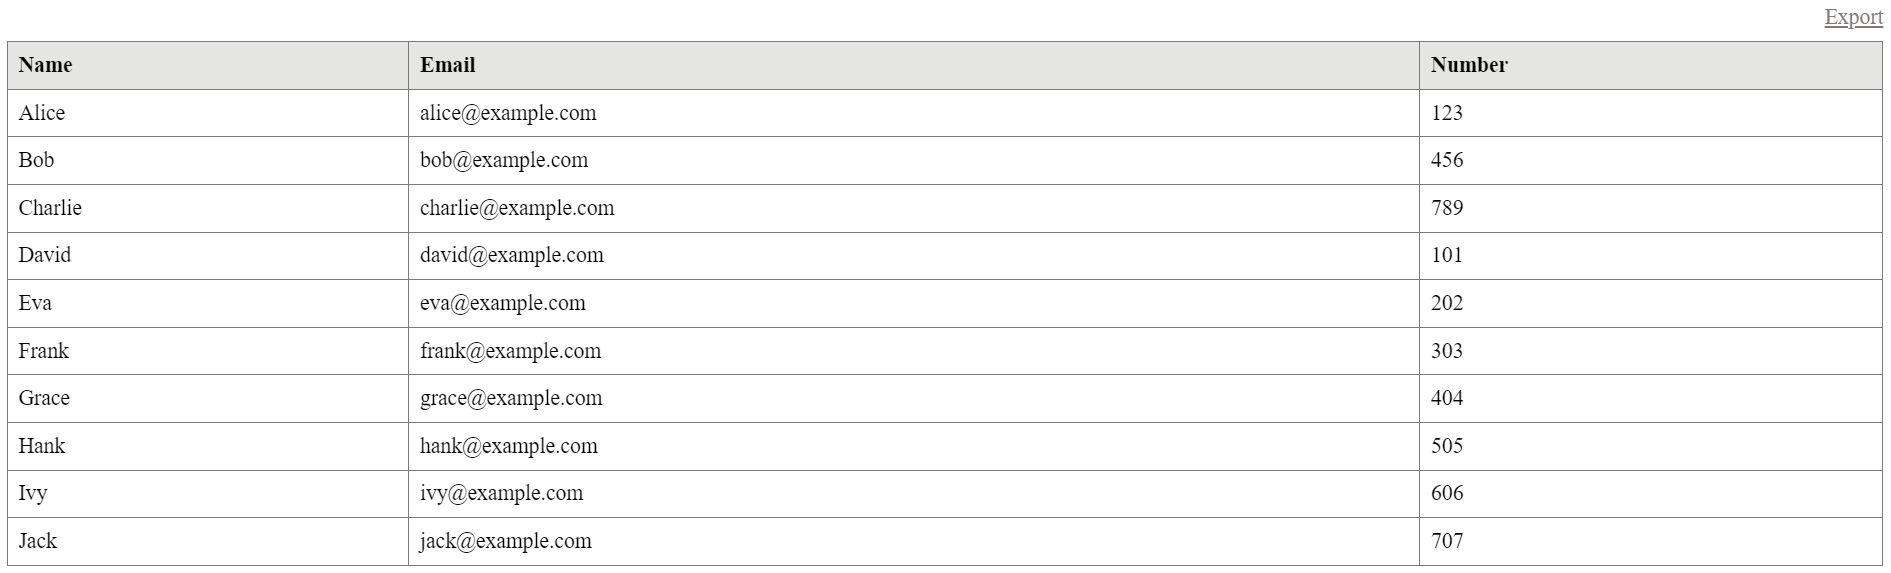 Export
Name Email Number
Alice alice@example.com 123
Bob bob@example.com 456
Charlie charlie@example.com 789
David david@example.com 101
Eva eva@example.com 202
Frank frank@example.com 303
Grace grace@example.com 404
Hank hank@example.com 505
Ivy ivy@example.com 606
Jack jack@example.com 707